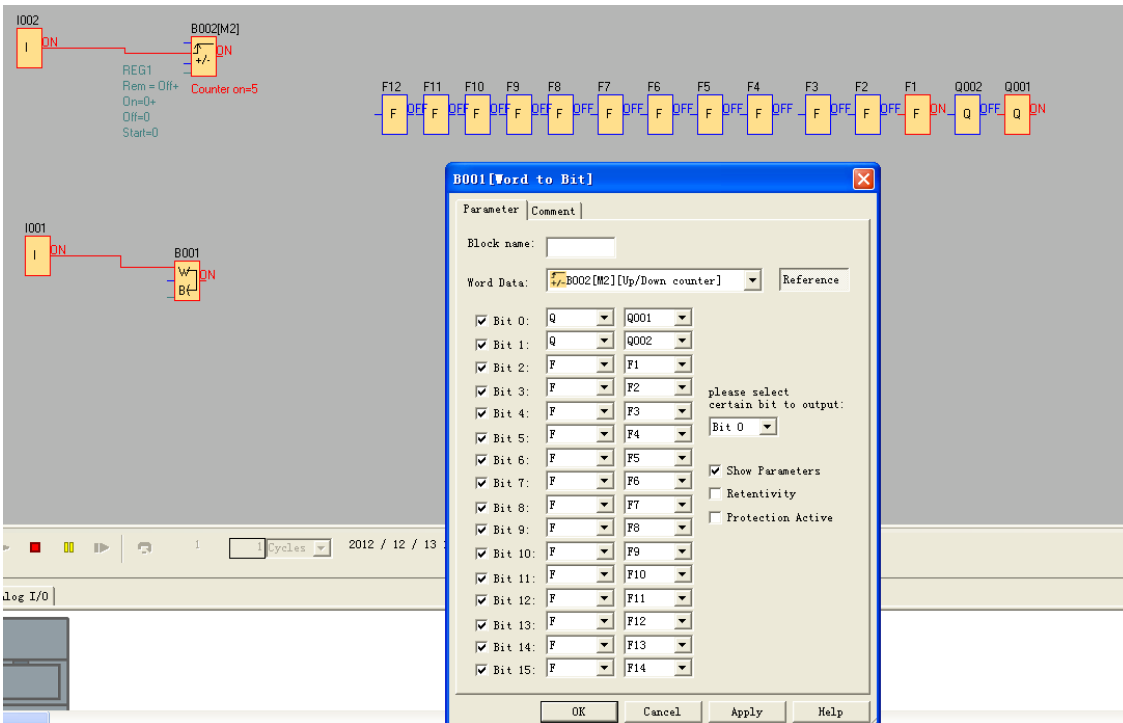 I002
I ON
B002[M2]
+/- ON
REG1
Rem = Off+
On=0+
Off=0
Start=0
Counter on=5
F12 F11 F10 F9 F8 F7 F6 F5 F4 F3 F2 F1 Q002 Q001
F OFF F OFF F OFF F OFF F OFF F OFF F OFF F OFF F OFF F OFF F OFF F ON Q OFF Q ON
I001
I ON
B001
W B ON
B001[Word to Bit]
Parameter Comment
Block name:
Word Data: +/- B002[M2][Up/Down counter] Reference
Bit 0: Q Q001
Bit 1: Q Q002
Bit 2: F F1
Bit 3: F F2
Bit 4: F F3
Bit 5: F F4
Bit 6: F F5
Bit 7: F F6
Bit 8: F F7
Bit 9: F F8
Bit 10: F F9
Bit 11: F F10
Bit 12: F F11
Bit 13: F F12
Bit 14: F F13
Bit 15: F F14
please select
certain bit to output:
Bit 0
Show Parameters
Retentivity
Protection Active
OK Cancel Apply Help
1 1 Cycles 2012 / 12 / 13
alog I/O